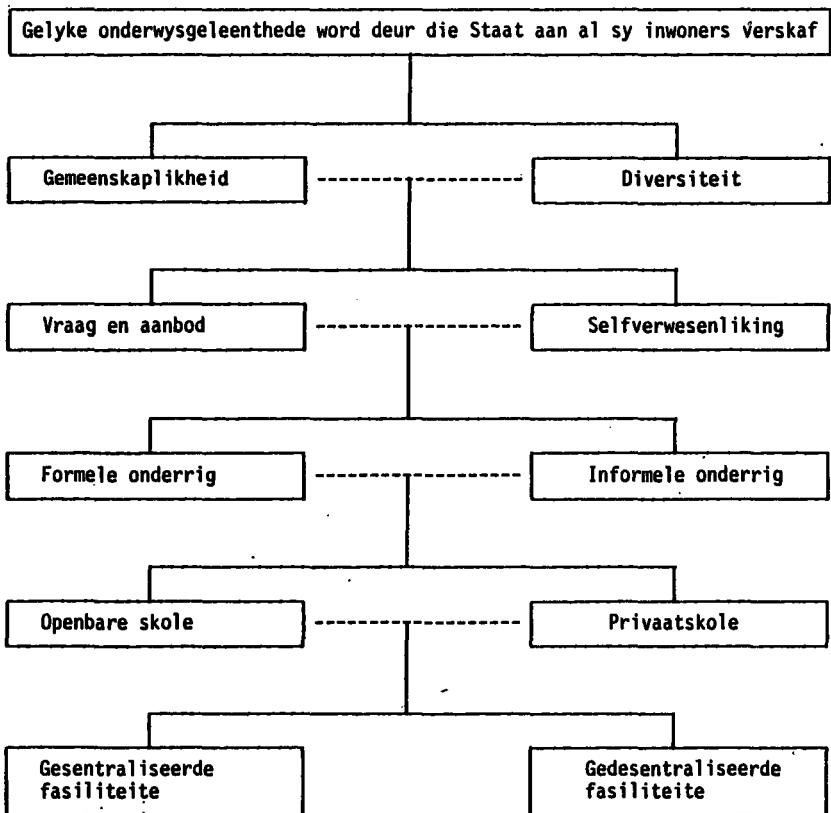 Gelyke onderwysgeleenthede word deur die Staat aan al sy inwoners verskaf
Gemeenskaplikheid
Diversiteit
Vraag en aanbod
Selfverwesenliking
Formele onderrig
Informele onderrig
Openbare skole
Privaatskole
Gesentraliseerde
fasiliteite
Gedesentraliseerde
fasiliteite